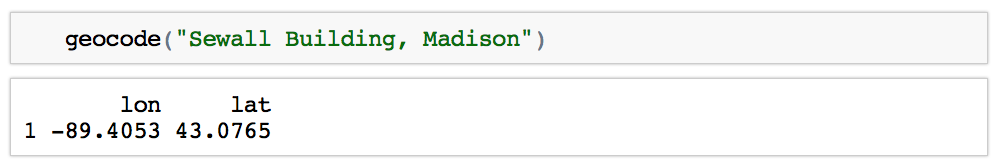 geocode("Sewall Building, Madison")
lon lat
1 -89.4053 43.0765